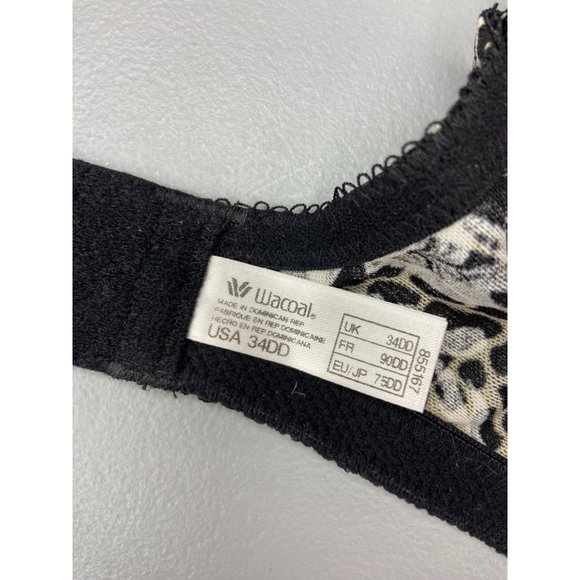 Wacoal®
MADE IN DOMINICAN REP
FABRIQUE EN REP DOMINICAINE
HECHO EN REP DOMINICANA
USA 34DD
UK 34DD
FR 90DD
EU/JP 75DD
855167